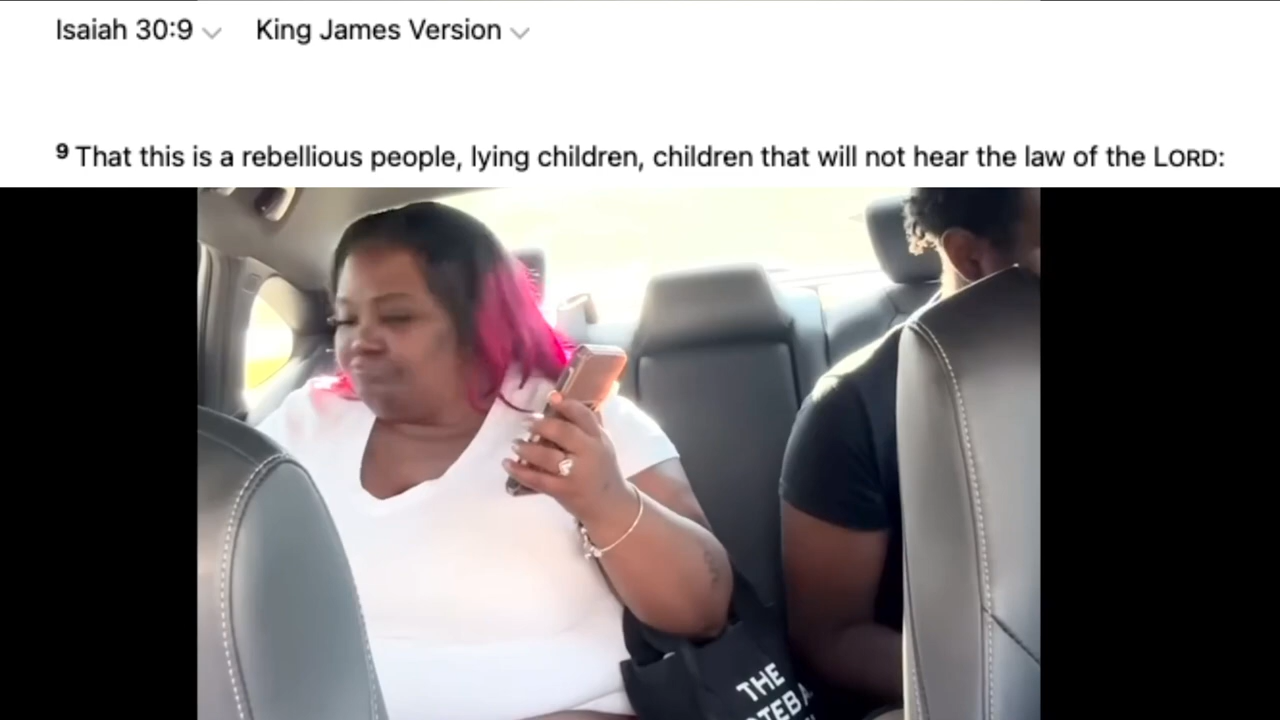 Isaiah 30:9 King James Version
9 That this is a rebellious people, lying children, children that will not hear the law of the LORD:
THE